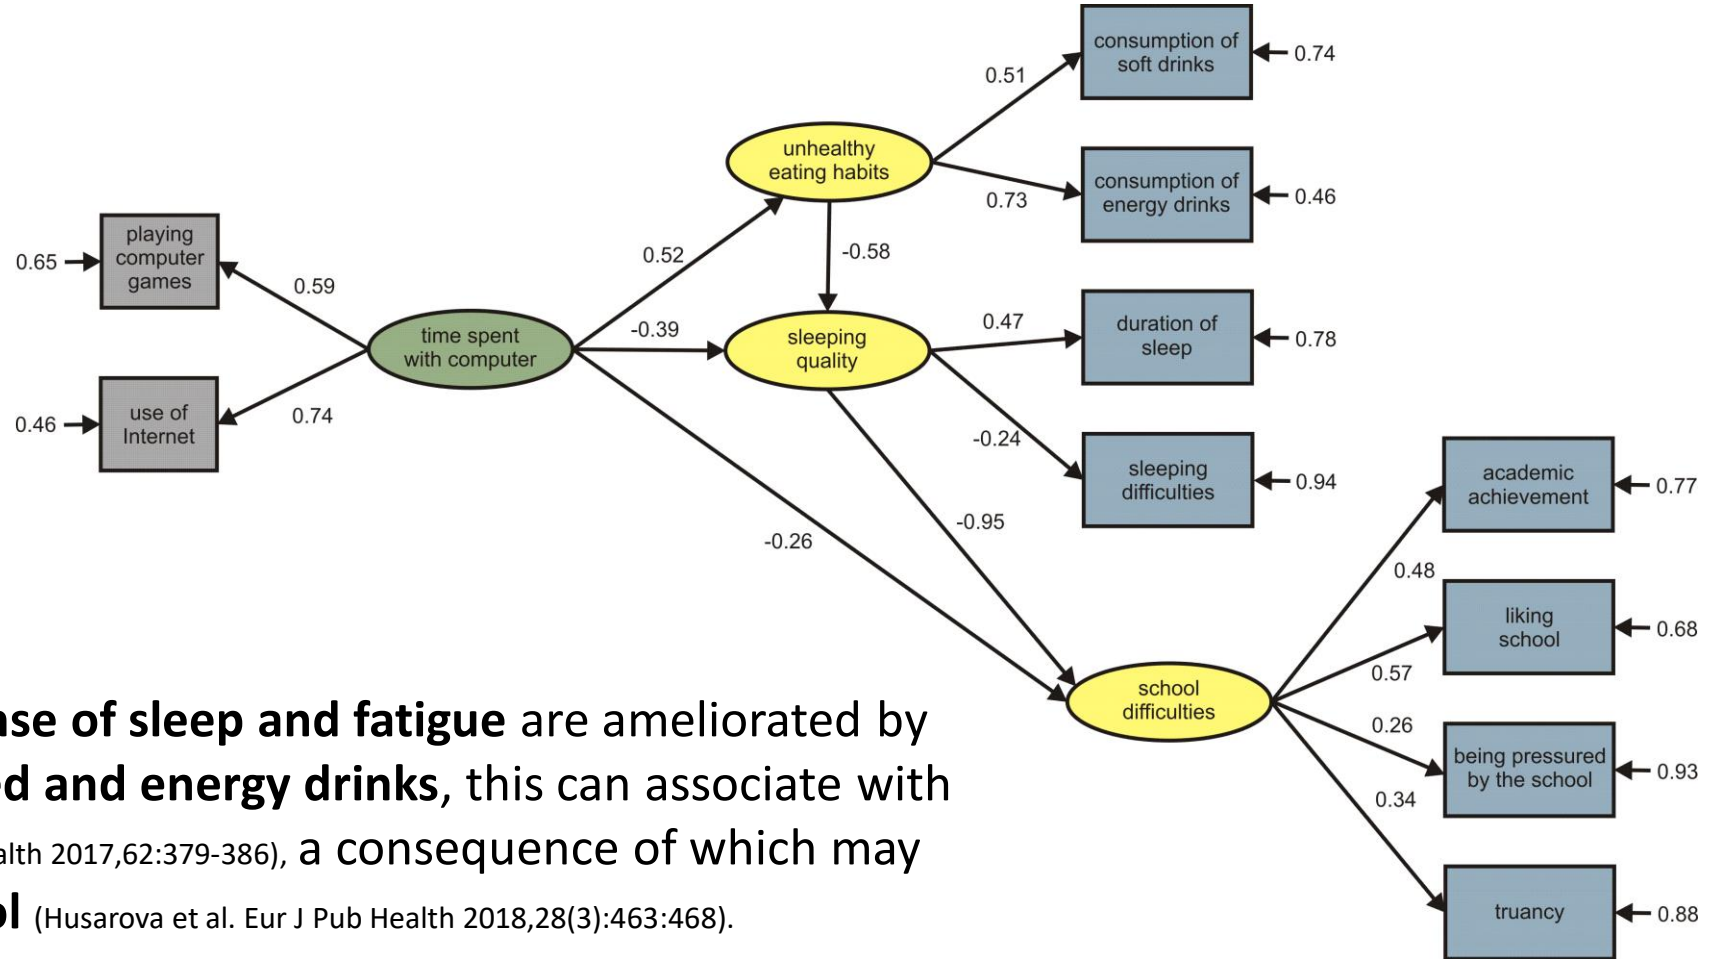 consumption of
soft drinks
0.74
0.51
unhealthy
eating habits
consumption of
energy drinks
0.46
0.73
playing
computer
games
0.65
0.52
-0.58
0.59
time spent
with computer
-0.39
sleeping
quality
0.47
duration of
sleep
0.78
use of
Internet
0.46
0.74
-0.24
sleeping
difficulties
0.94
-0.95
-0.26
academic
achievement
0.77
0.48
liking
school
0.68
0.57
school
difficulties
0.26
being pressured
by the school
0.93
0.34
truancy
0.88
of sleep and fatigue are ameliorated by
and energy drinks, this can associate with
2017,62:379-386), a consequence of which may
(Husarova et al. Eur J Pub Health 2018,28(3):463:468).